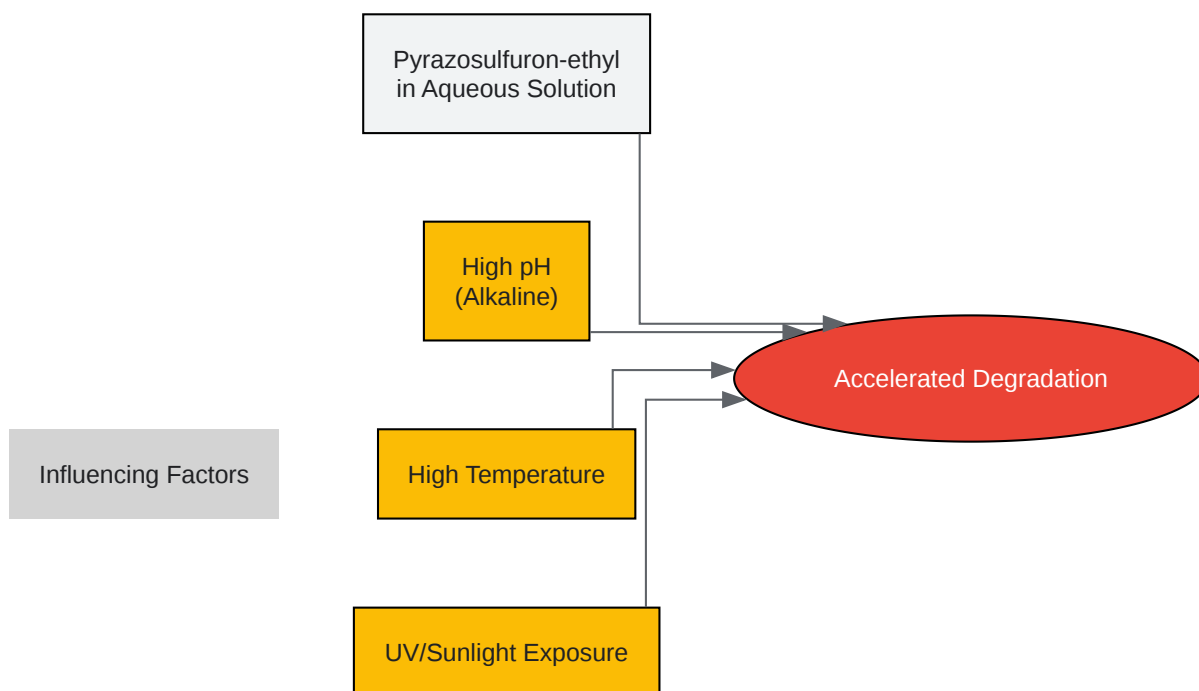 Pyrazosulfuron-ethyl
in Aqueous Solution
High pH
(Alkaline)
Accelerated Degradation
Influencing Factors
High Temperature
UV/Sunlight Exposure